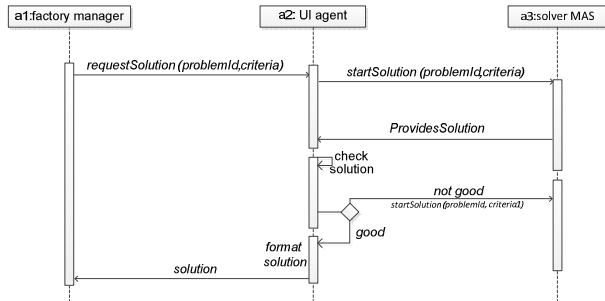 a1:factory manager
a2: UI agent
a3:solver MAS
requestSolution (problemId,criteria)
startSolution (problemId,criteria)
ProvidesSolution
check
solution
not good
startSolution (problemId, criteria1)
good
format
solution
solution